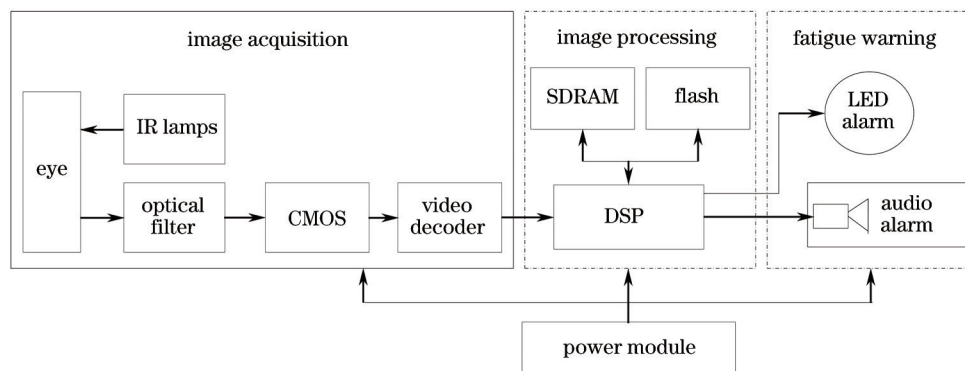 image acquisition
eye
IR lamps
optical
filter
CMOS
video
decoder
image processing
SDRAM
flash
DSP
fatigue warning
LED
alarm
audio
alarm
power module